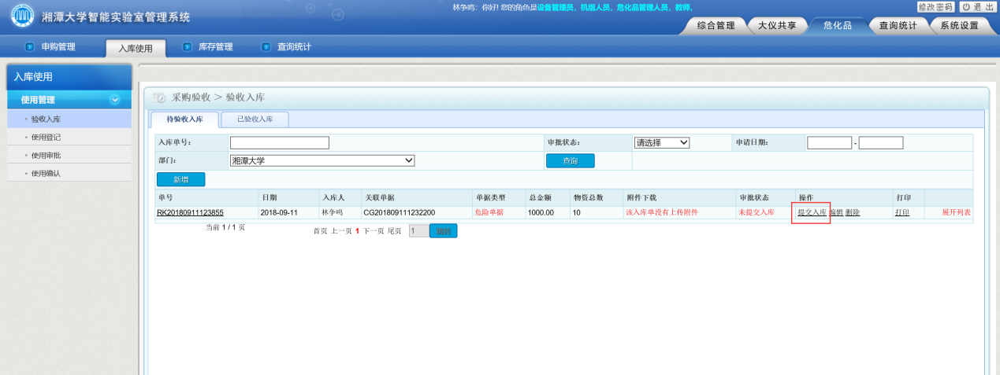 湘潭大学智能实验室管理系统
林争鸣：你好! 您的角色是设备管理员，机组人员，危化品管理人员，教师，
修改密码 退 出
综合管理 大仪共享 危化品 查询统计 系统设置
申购管理 入库使用 库存管理 查询统计
入库使用
使用管理
· 验收入库
· 使用登记
· 使用审批
· 使用确认
采购验收 > 验收入库
待验收入库 已验收入库
入库单号： 审批状态： 请选择 申请日期： -
部门： 湘潭大学 查询
新增
单号 日期 入库人 关联单据 单据类型 总金额 物资总数 附件下载 审批状态 操作 打印
RK20180911123855 2018-09-11 林争鸣 CG201809111232200 危险单据 1000.00 10 该入库单没有上传附件 未提交入库 提交入库 编辑 删除 打印 展开列表
当前 1 / 1 页 首页 上一页 1 下一页 尾页 1 跳转